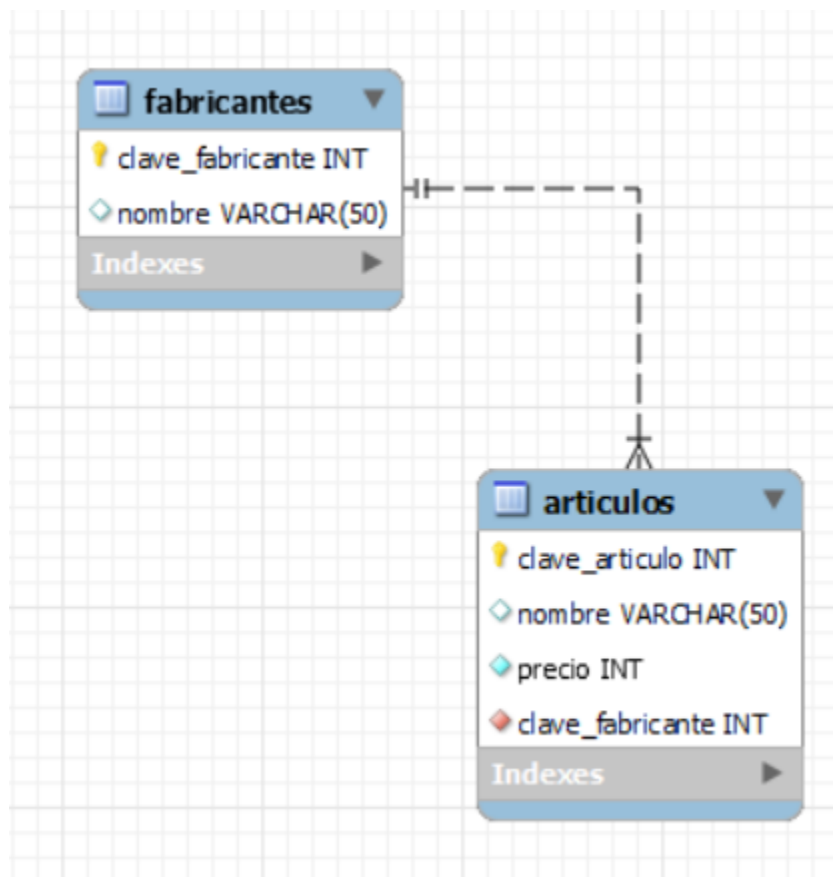 fabricantes
clave_fabricante INT
nombre VARCHAR(50)
Indexes
articulos
clave_articulo INT
nombre VARCHAR(50)
precio INT
clave_fabricante INT
Indexes